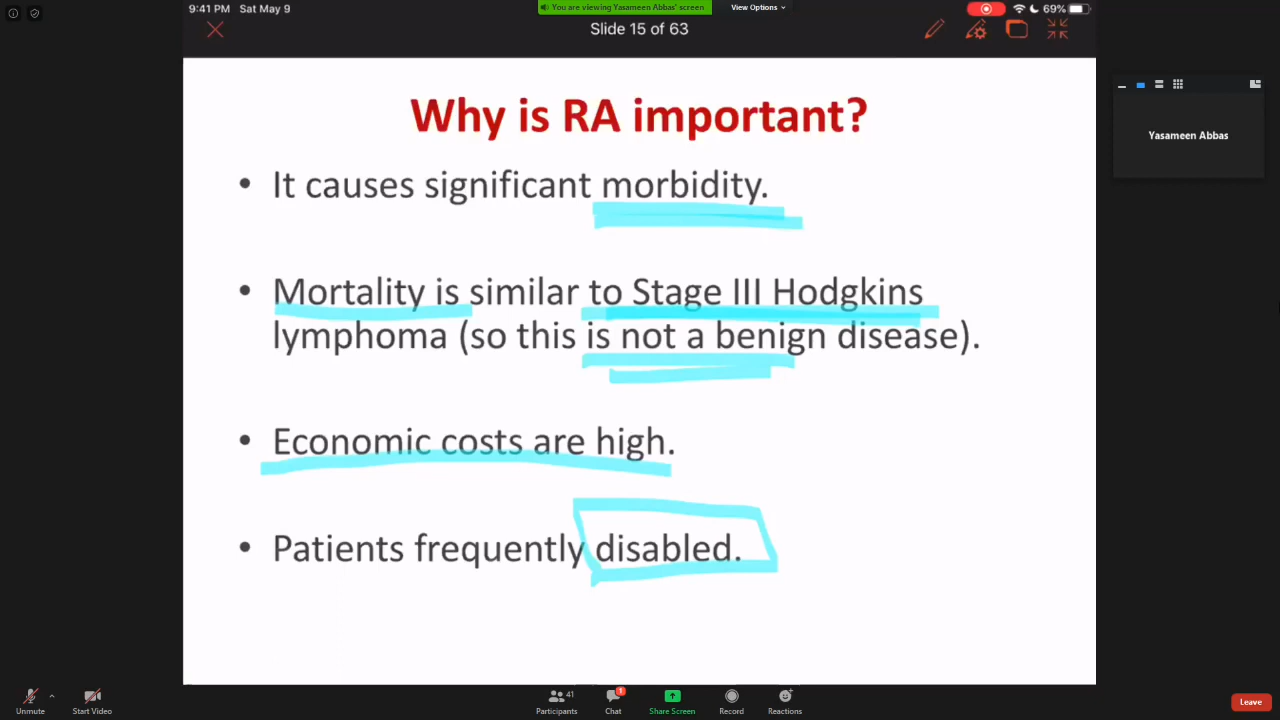 9:41 PM Sat May 9
You are viewing Yasameen Abbas' screen
View Options
69%
Slide 15 of 63
Why is RA important?
Yasameen Abbas
• It causes significant morbidity.
• Mortality is similar to Stage III Hodgkins
lymphoma (so this is not a benign disease).
• Economic costs are high.
• Patients frequently disabled.
41
1
Unmute
Start Video
Participants
Chat
Share Screen
Record
Reactions
Leave